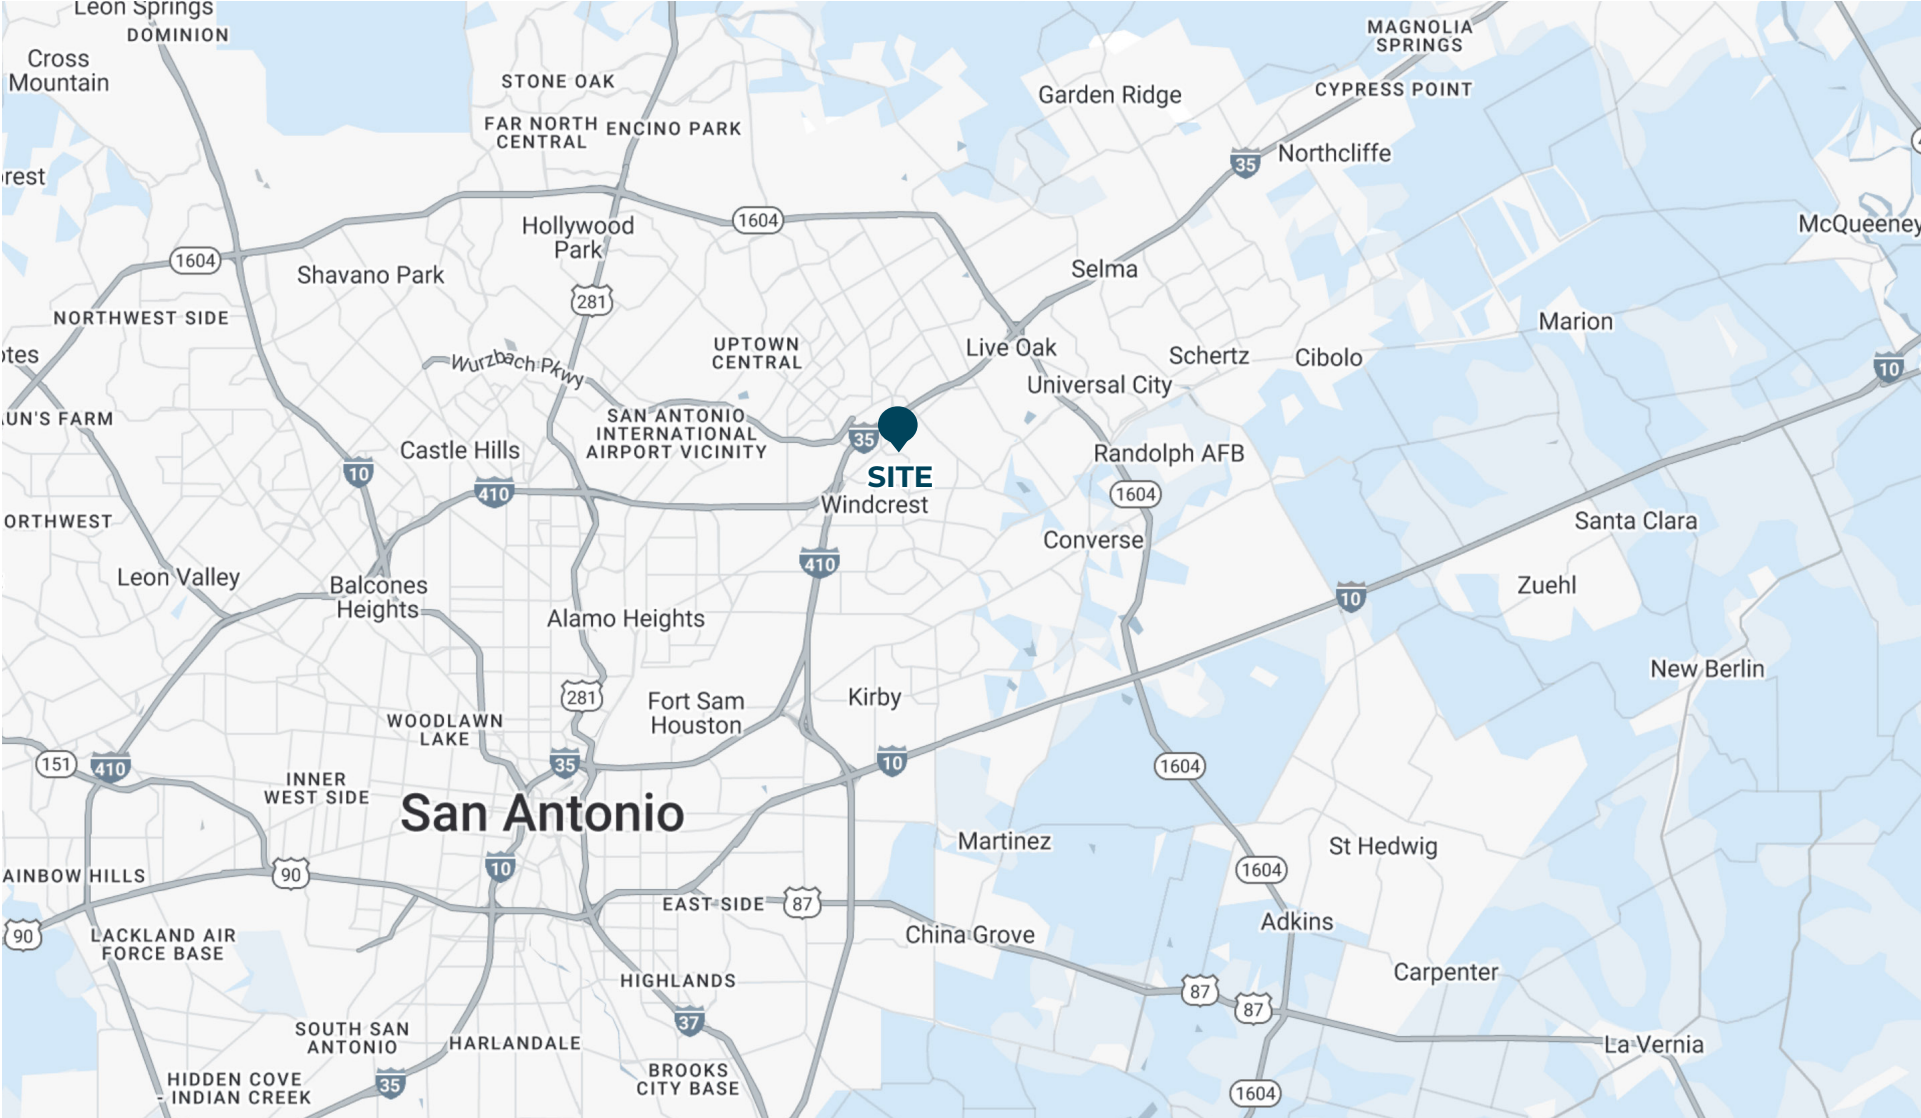 Leon Springs
DOMINION
Cross
Mountain
STONE OAK
FAR NORTH
CENTRAL
ENCINO PARK
MAGNOLIA
SPRINGS
CYPRESS POINT
Garden Ridge
35
Northcliffe
rest
Hollywood
Park
1604
1604
McQueeney
Shavano Park
281
Selma
NORTHWEST SIDE
Marion
otes
Wurzbach Pkwy
UPTOWN
CENTRAL
Live Oak
Schertz
Cibolo
10
Universal City
UN'S FARM
SAN ANTONIO
INTERNATIONAL
AIRPORT VICINITY
35
Castle Hills
10
410
SITE
Windcrest
Randolph AFB
1604
ORTHWEST
Santa Clara
Converse
410
Leon Valley
Balcones
Heights
10
Zuehl
Alamo Heights
New Berlin
281
Fort Sam
Houston
Kirby
WOODLAWN
LAKE
151
410
35
10
1604
INNER
WEST SIDE
San Antonio
Martinez
St Hedwig
10
1604
AINBOW HILLS
90
EAST SIDE
87
Adkins
90
LACKLAND AIR
FORCE BASE
China Grove
Carpenter
HIGHLANDS
87
87
37
SOUTH SAN
ANTONIO
HARLANDALE
La Vernia
35
BROOKS
CITY BASE
HIDDEN COVE
- INDIAN CREEK
1604